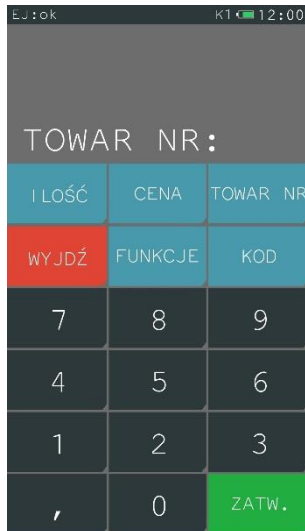 EJ:ok K1 12:00
TOWAR NR:
ILOŚĆ CENA TOWAR NR
WYJDŹ FUNKCJE KOD
7 8 9
4 5 6
1 2 3
, 0 ZATW.